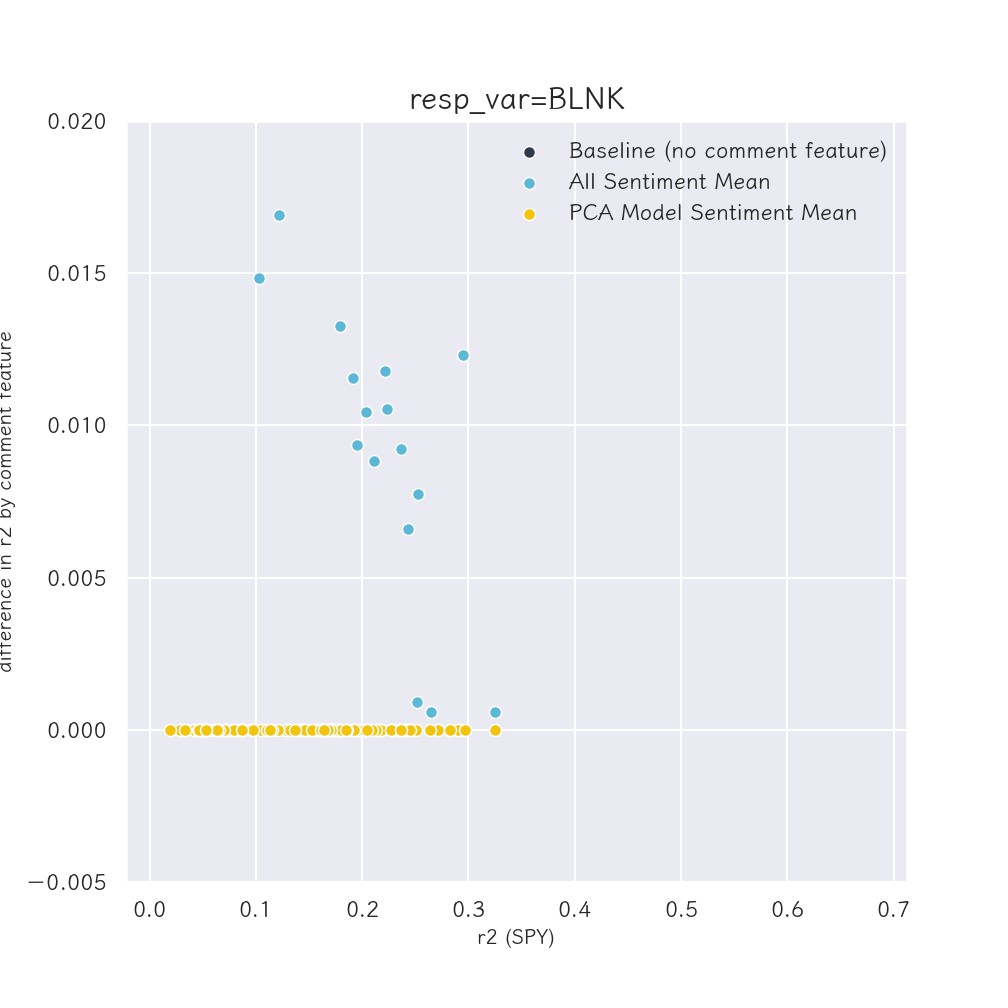 resp_var=BLNK
0.020
0.015
0.010
0.005
0.000
−0.005
difference in r2 by comment feature
Baseline (no comment feature)
All Sentiment Mean
PCA Model Sentiment Mean
0.0 0.1 0.2 0.3 0.4 0.5 0.6 0.7
r2 (SPY)